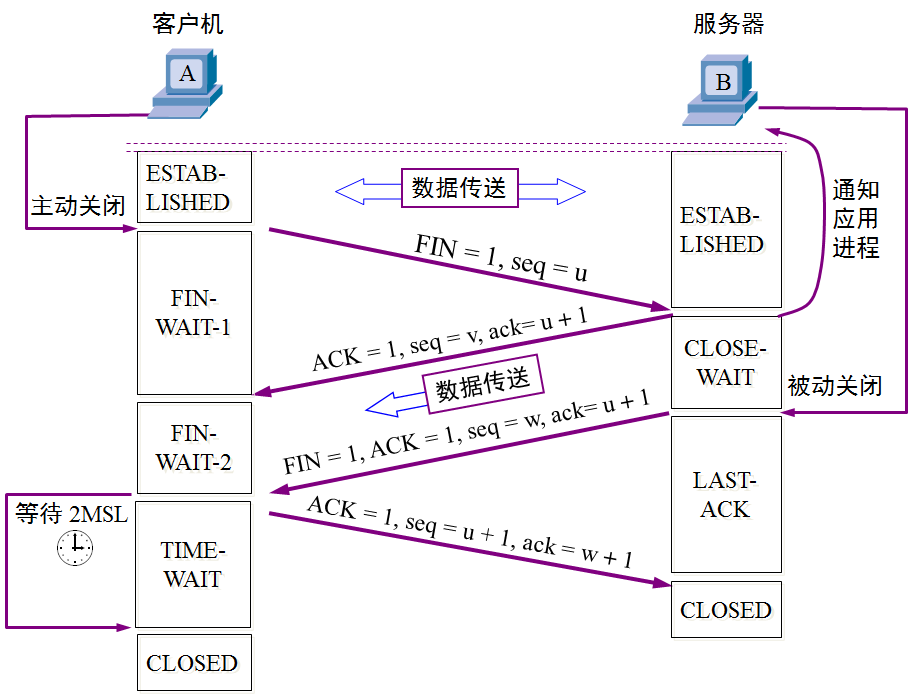 客户机
服务器
A
B
ESTAB-
LISHED
数据传送
主动关闭
ESTAB-
LISHED
通知
应用
进程
FIN = 1, seq = u
FIN-
WAIT-1
ACK = 1, seq = v, ack= u + 1
CLOSE-
WAIT
数据传送
被动关闭
FIN-
WAIT-2
FIN = 1, ACK = 1, seq = w, ack= u + 1
LAST-
ACK
等待 2MSL
ACK = 1, seq = u + 1, ack = w + 1
TIME-
WAIT
CLOSED
CLOSED